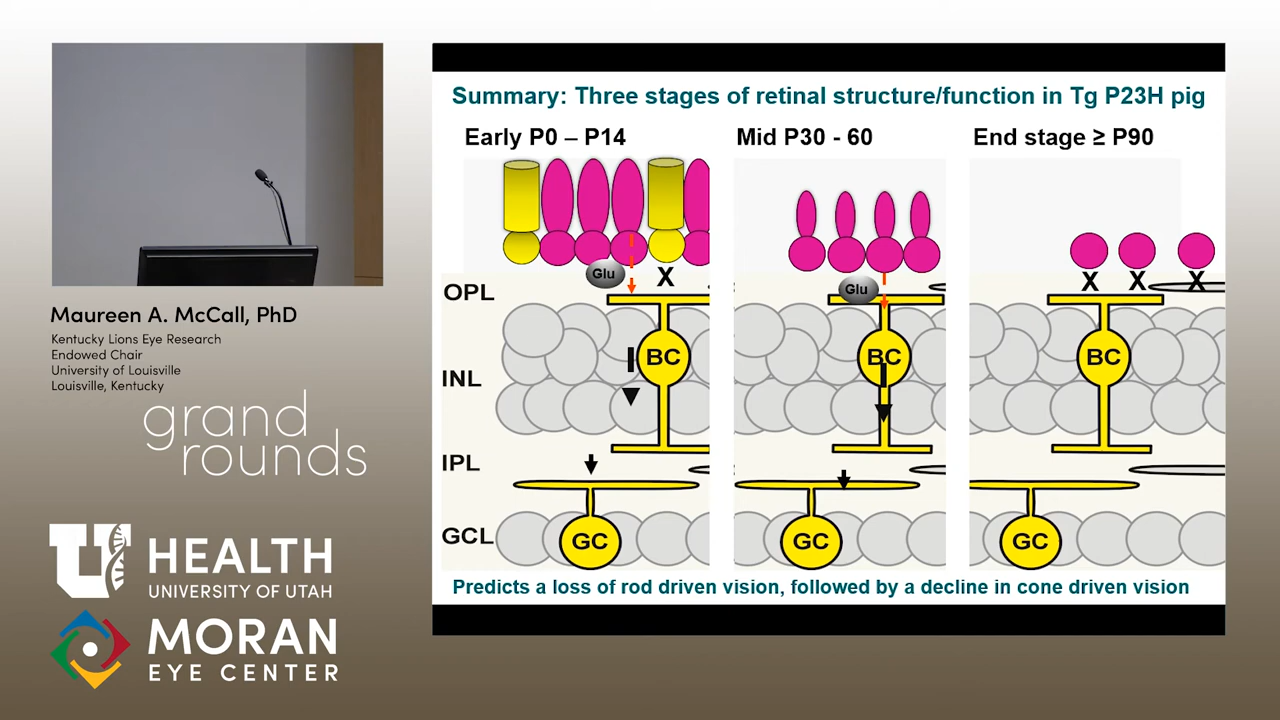 Summary: Three stages of retinal structure/function in Tg P23H pig
Early P0 – P14
Mid P30 - 60
End stage ≥ P90
Glu
X
Glu
X X X
OPL
BC
BC
BC
INL
IPL
GC
GC
GC
GCL
Predicts a loss of rod driven vision, followed by a decline in cone driven vision
Maureen A. McCall, PhD
Kentucky Lions Eye Research
Endowed Chair
University of Louisville
Louisville, Kentucky
grand
rounds
U HEALTH
UNIVERSITY OF UTAH
MORAN
EYE CENTER